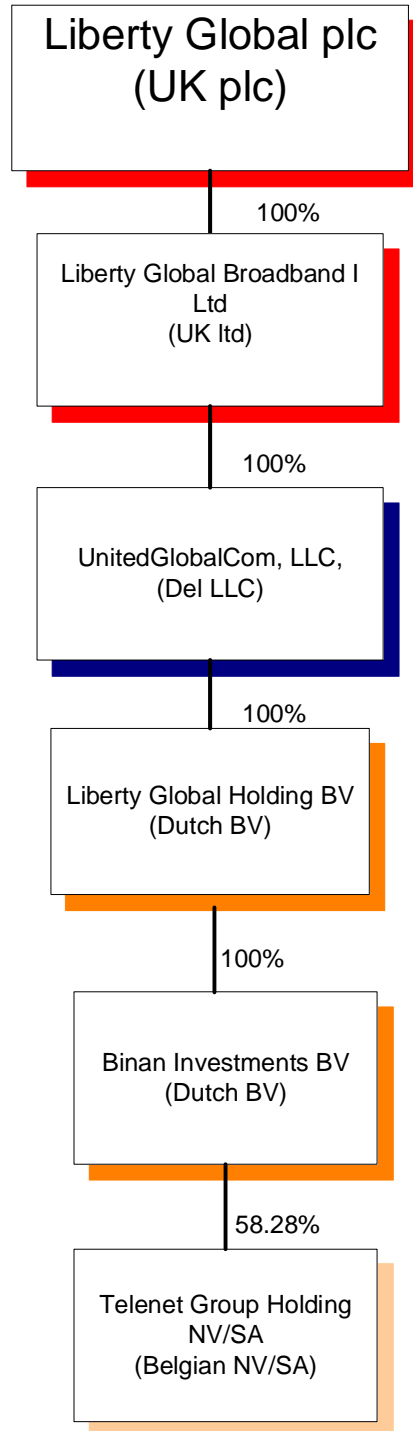 Liberty Global plc
(UK plc)
100%
Liberty Global Broadband I
Ltd
(UK ltd)
100%
UnitedGlobalCom, LLC,
(Del LLC)
100%
Liberty Global Holding BV
(Dutch BV)
100%
Binan Investments BV
(Dutch BV)
58.28%
Telenet Group Holding
NV/SA
(Belgian NV/SA)